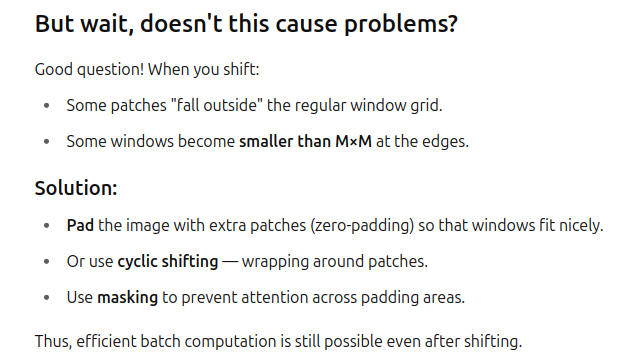 But wait, doesn't this cause problems?
Good question! When you shift:
• Some patches "fall outside" the regular window grid.
• Some windows become smaller than M×M at the edges.
Solution:
• Pad the image with extra patches (zero-padding) so that windows fit nicely.
• Or use cyclic shifting — wrapping around patches.
• Use masking to prevent attention across padding areas.
Thus, efficient batch computation is still possible even after shifting.